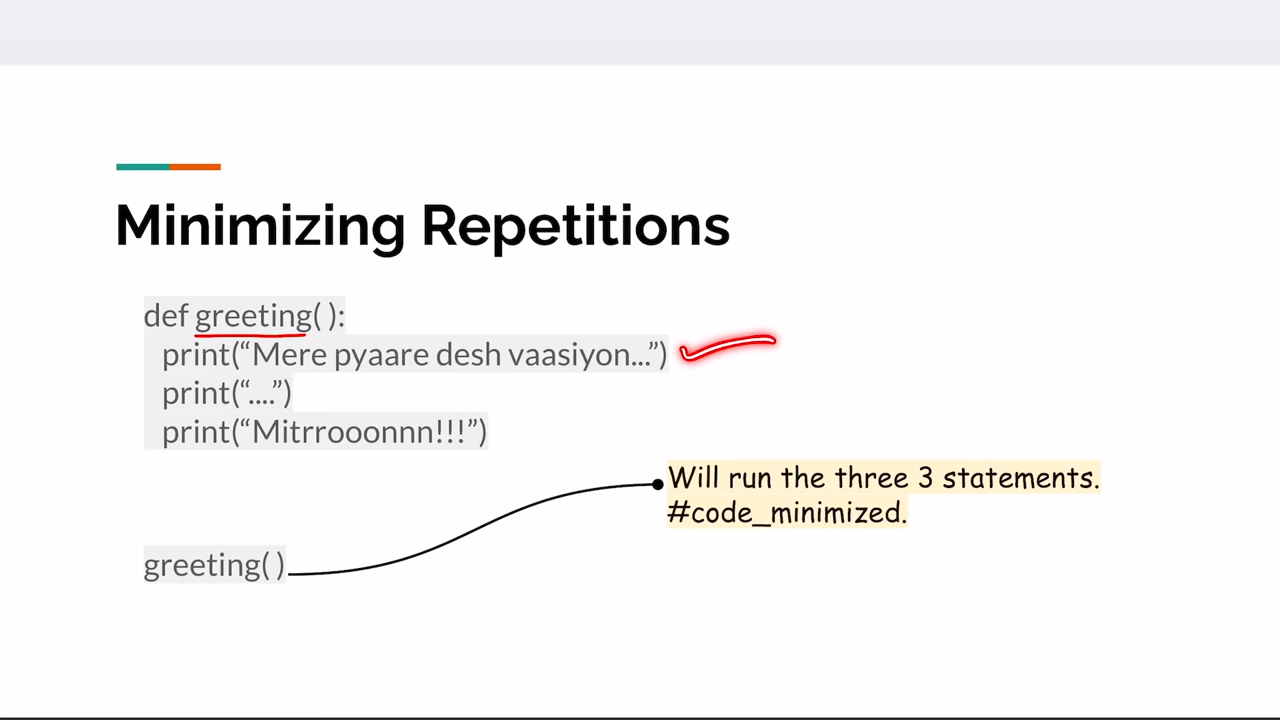 Minimizing Repetitions
def greeting( ):
print(“Mere pyaare desh vaasiyon...”)
print(“....”)
print(“Mitrrooonnn!!!”)
Will run the three 3 statements.
#code_minimized.
greeting( )